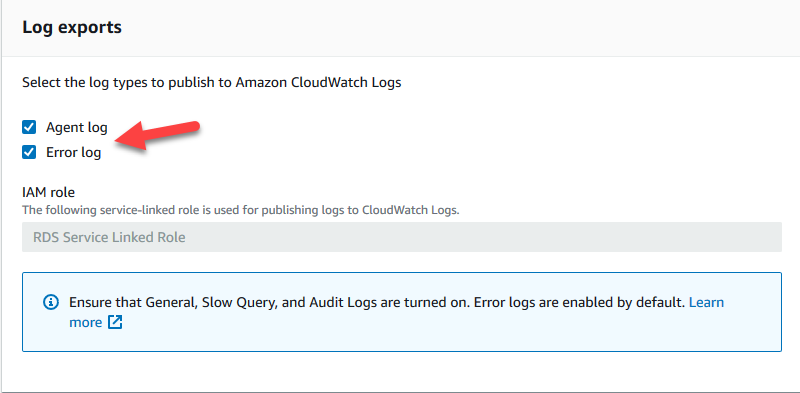 Log exports
Select the log types to publish to Amazon CloudWatch Logs
Agent log
Error log
IAM role
The following service-linked role is used for publishing logs to CloudWatch Logs.
RDS Service Linked Role
Ensure that General, Slow Query, and Audit Logs are turned on. Error logs are enabled by default. Learn
more